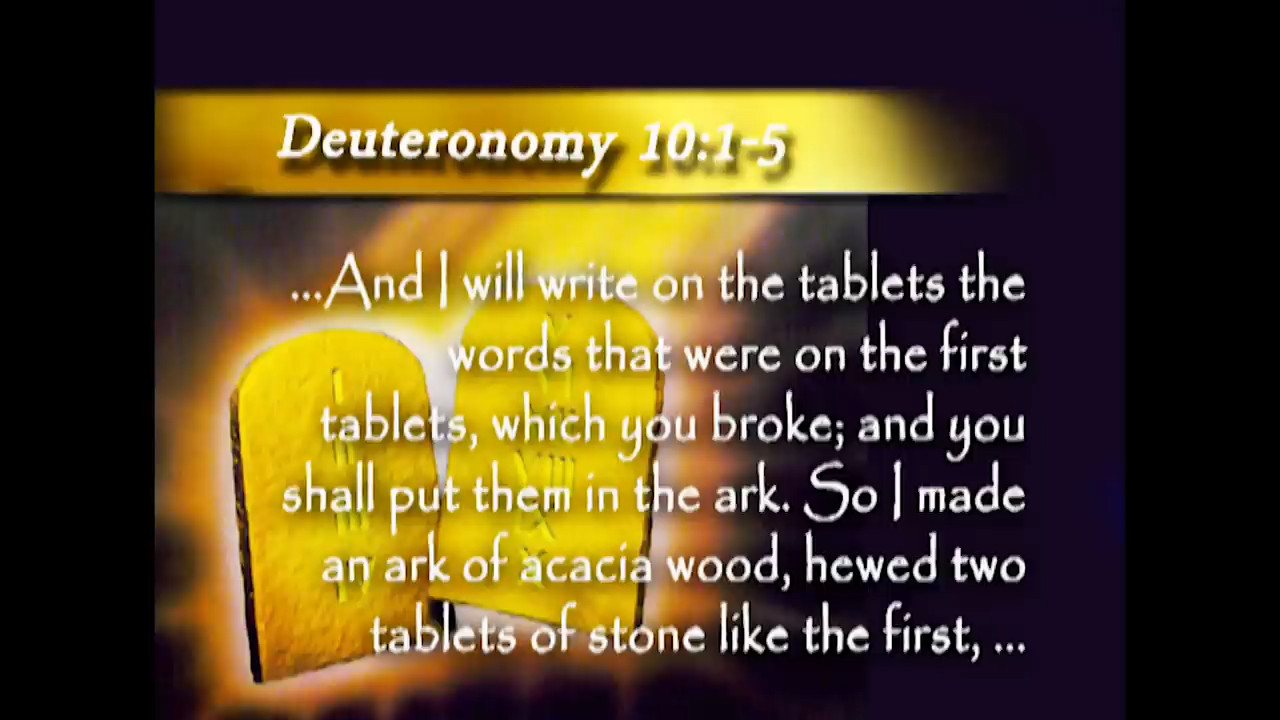 Deuteronomy 10:1-5
...And I will write on the tablets the
words that were on the first
tablets, which you broke; and you
shall put them in the ark. So I made
an ark of acacia wood, hewed two
tablets of stone like the first, ...